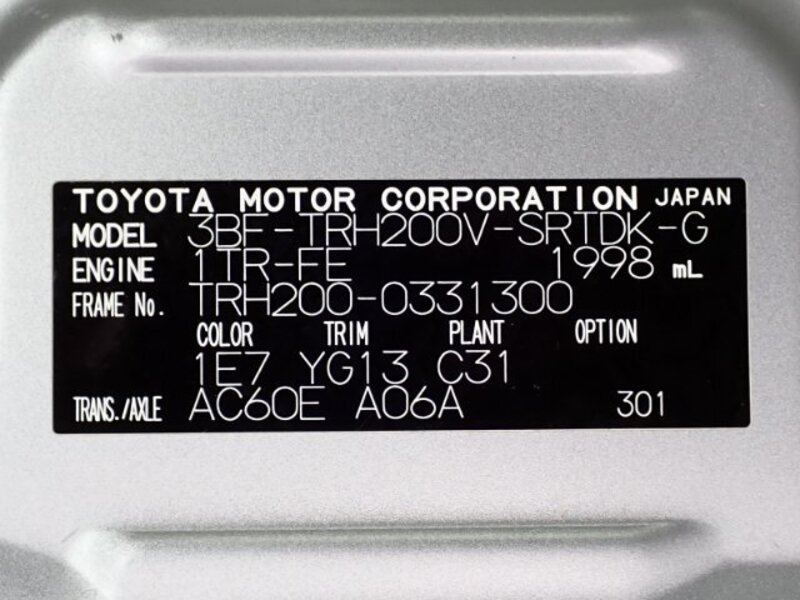 TOYOTA MOTOR CORPORATION JAPAN
MODEL 3BF-TRH200V-SRTDK-G
ENGINE 1TR-FE 1998 mL
FRAME No. TRH200-0331300
COLOR TRIM PLANT OPTION
1E7 YG13 C31
TRANS./AXLE AC60E A06A 301